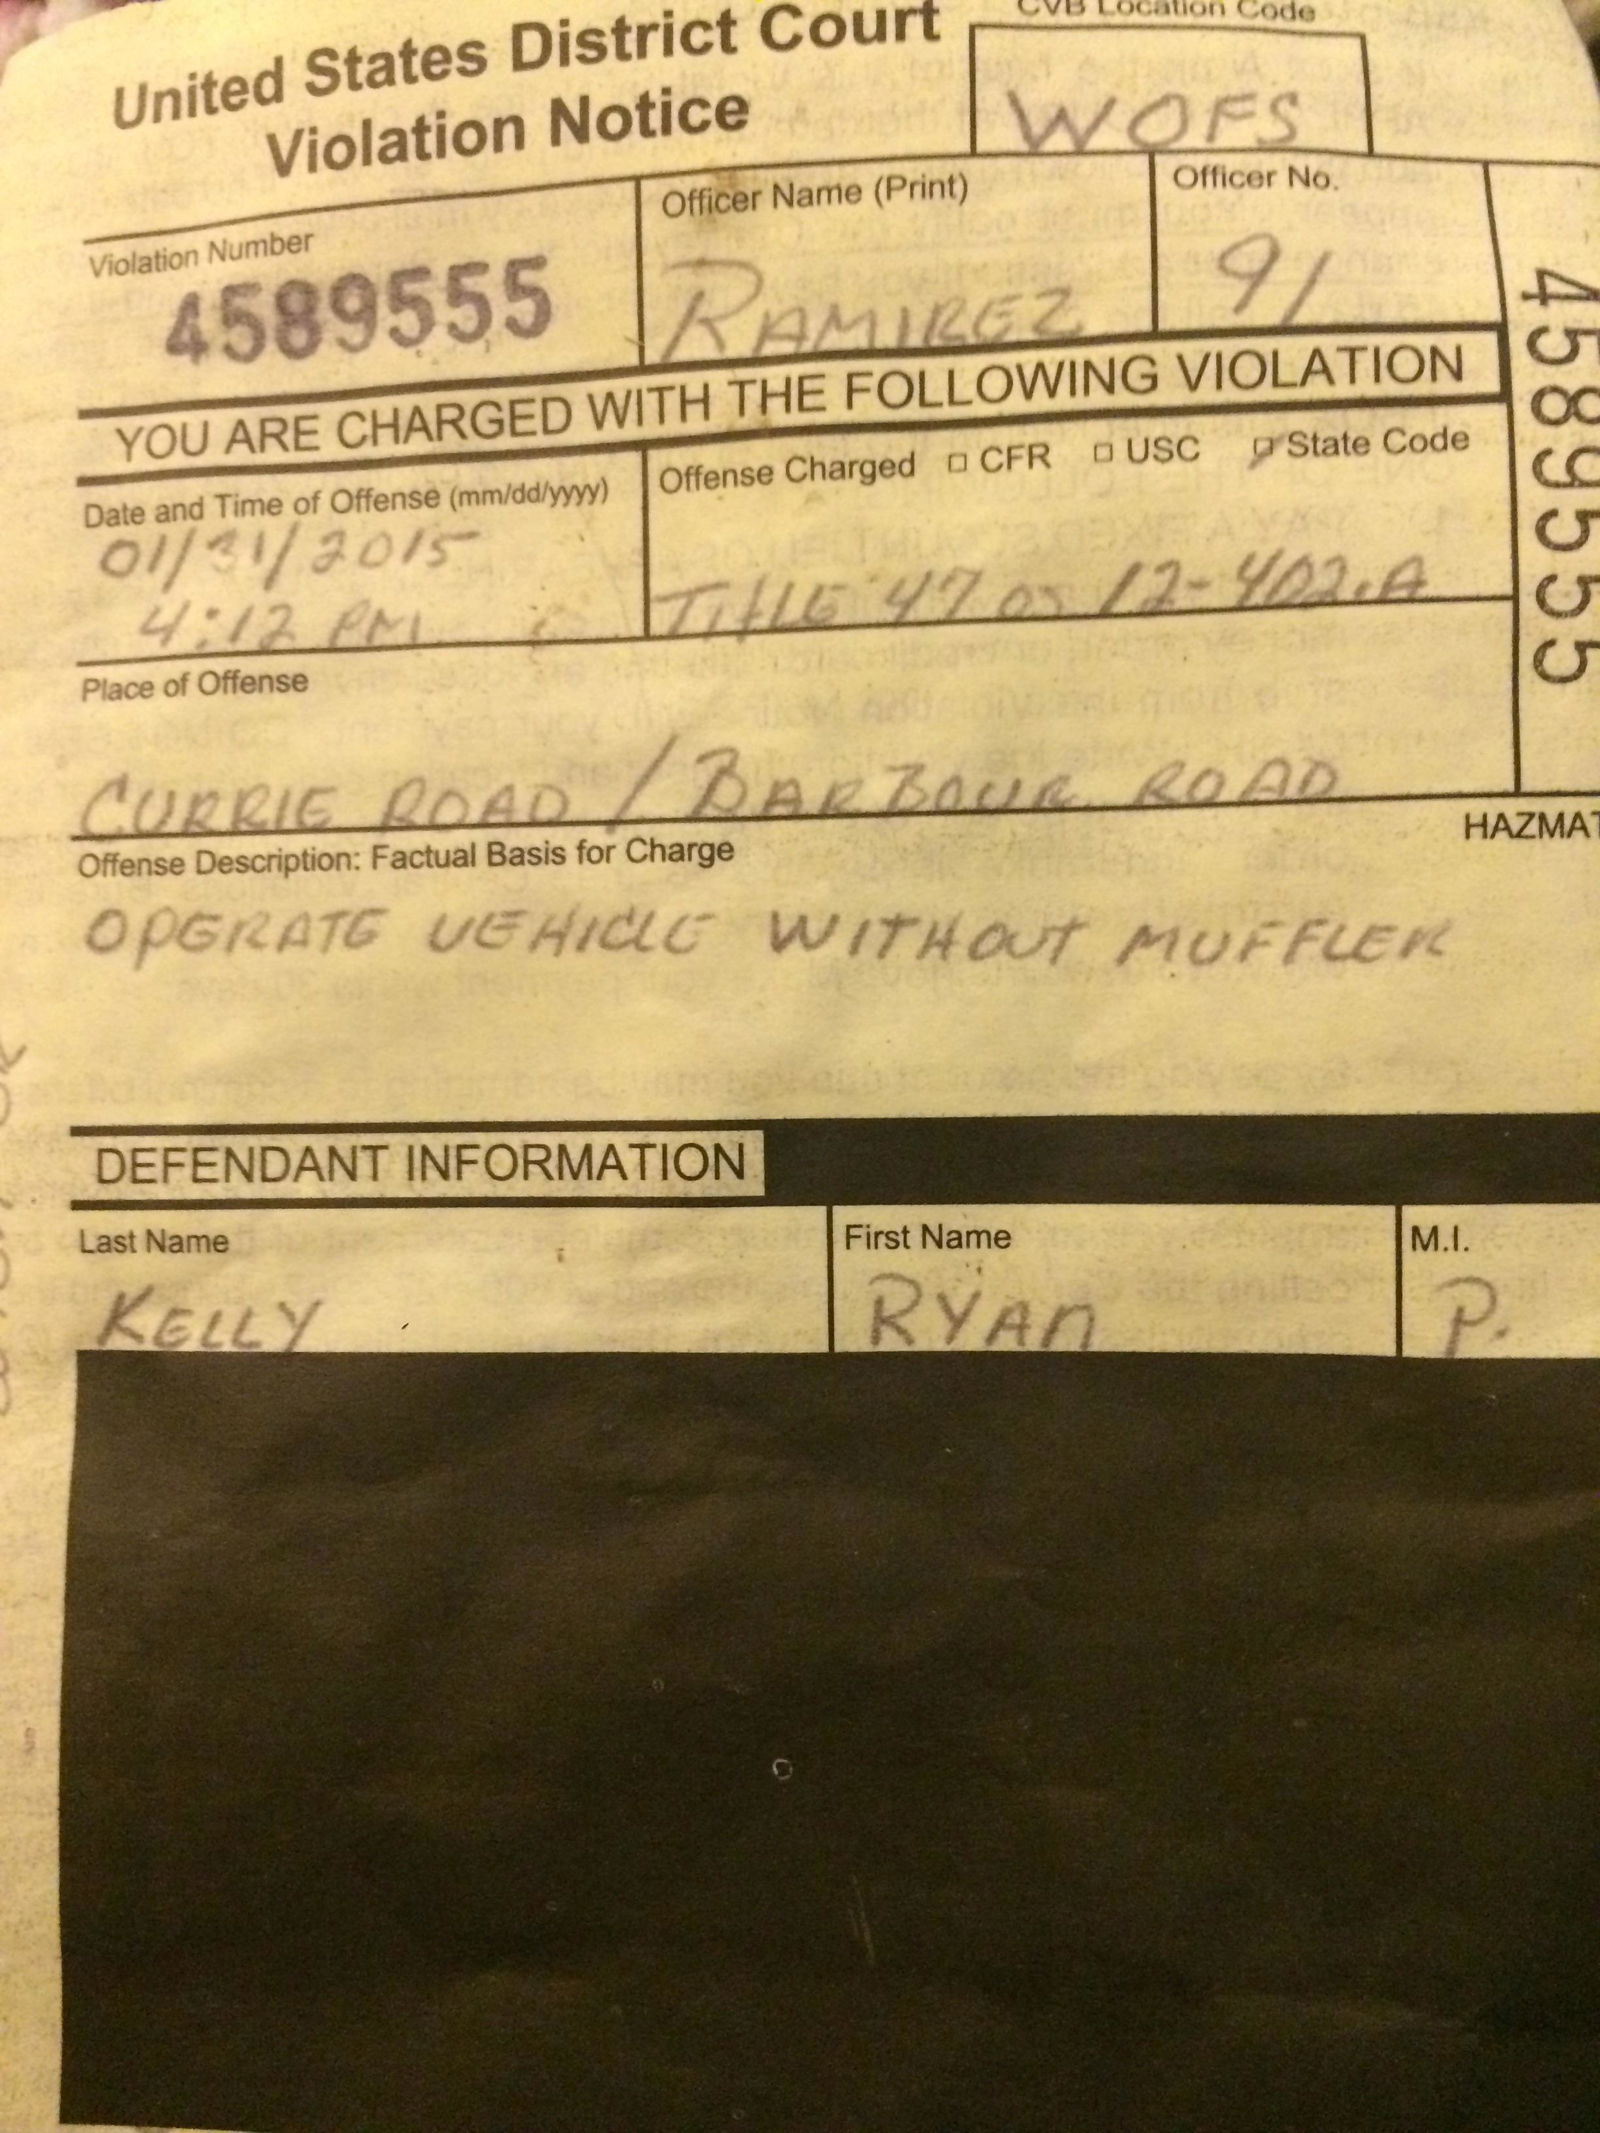 CVB Location Code
United States District Court
Violation Notice
WOFS
Violation Number
4589555
Officer Name (Print)
RAMIREZ
Officer No.
91
4589555
YOU ARE CHARGED WITH THE FOLLOWING VIOLATION
Date and Time of Offense (mm/dd/yyyy)
01/31/2015
4:12 PM
Offense Charged □ CFR □ USC ☑ State Code
TITLE 47 OS 12-402.A
Place of Offense
CURRIE ROAD / BARBOUR ROAD
Offense Description: Factual Basis for Charge
HAZMAT
OPERATE VEHICLE WITHOUT MUFFLER
DEFENDANT INFORMATION
Last Name
KELLY
First Name
RYAN
M.I.
P.